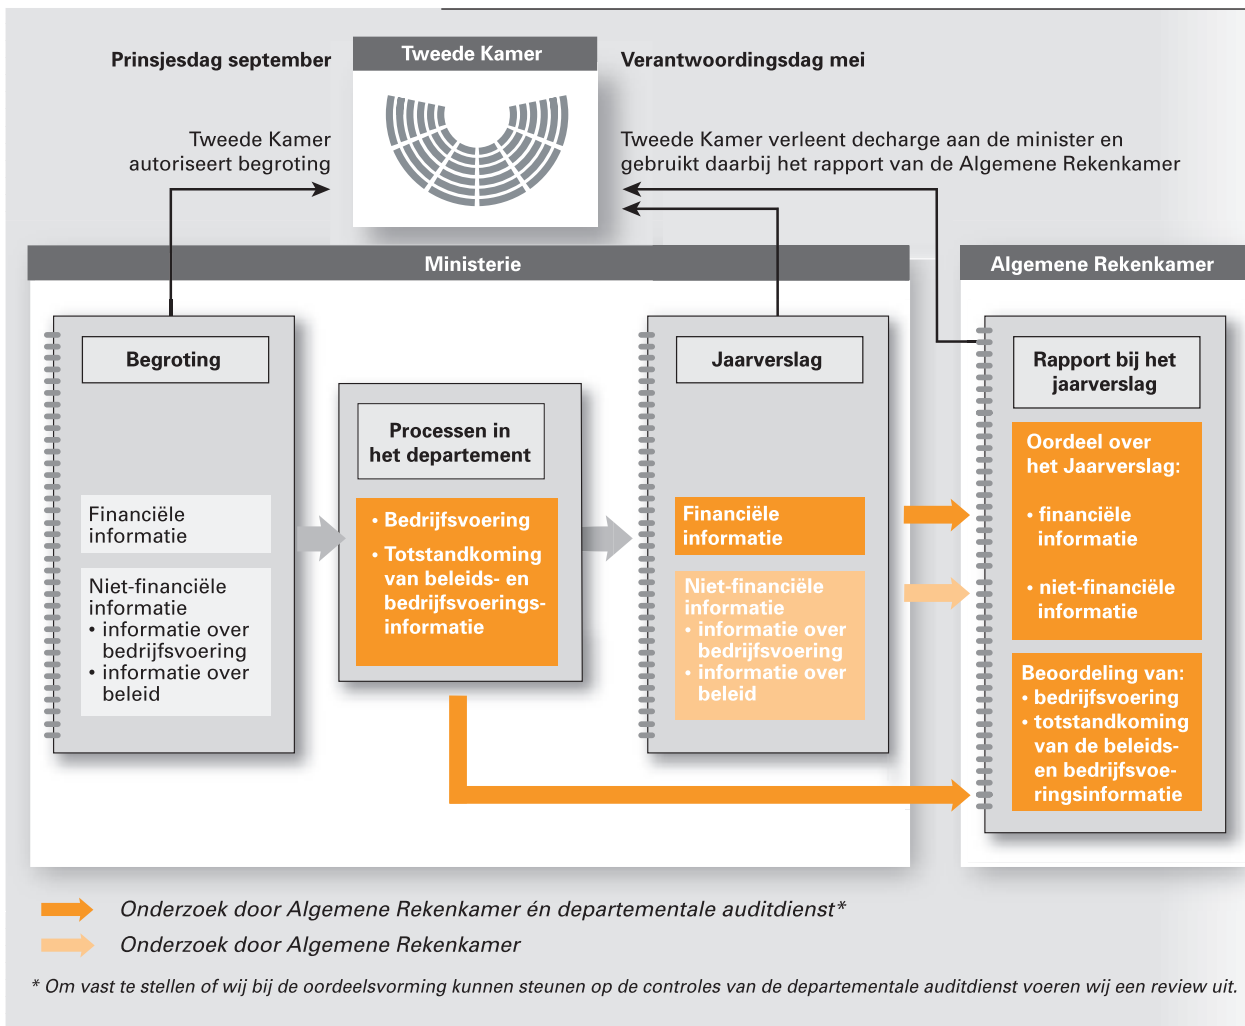 Prinsjesdag september
Tweede Kamer
Verantwoordingsdag mei
Tweede Kamer
autoriseert begroting
Tweede Kamer verleent decharge aan de minister en
gebruikt daarbij het rapport van de Algemene Rekenkamer
Ministerie
Algemene Rekenkamer
Begroting
Financiële
informatie
Niet-financiële
informatie
• informatie over
bedrijfsvoering
• informatie over
beleid
Processen in
het departement
• Bedrijfsvoering
• Totstandkoming
van beleids- en
bedrijfsvoerings-
informatie
Jaarverslag
Financiële
informatie
Niet-financiële
informatie
• informatie over
bedrijfsvoering
• informatie over
beleid
Rapport bij het
jaarverslag
Oordeel over
het Jaarverslag:
• financiële
informatie
• niet-financiële
informatie
Beoordeling van:
• bedrijfsvoering
• totstandkoming
van de beleids-
en bedrijfsvoe-
ringsinformatie
Onderzoek door Algemene Rekenkamer én departementale auditdienst*
Onderzoek door Algemene Rekenkamer
* Om vast te stellen of wij bij de oordeelsvorming kunnen steunen op de controles van de departementale auditdienst voeren wij een review uit.